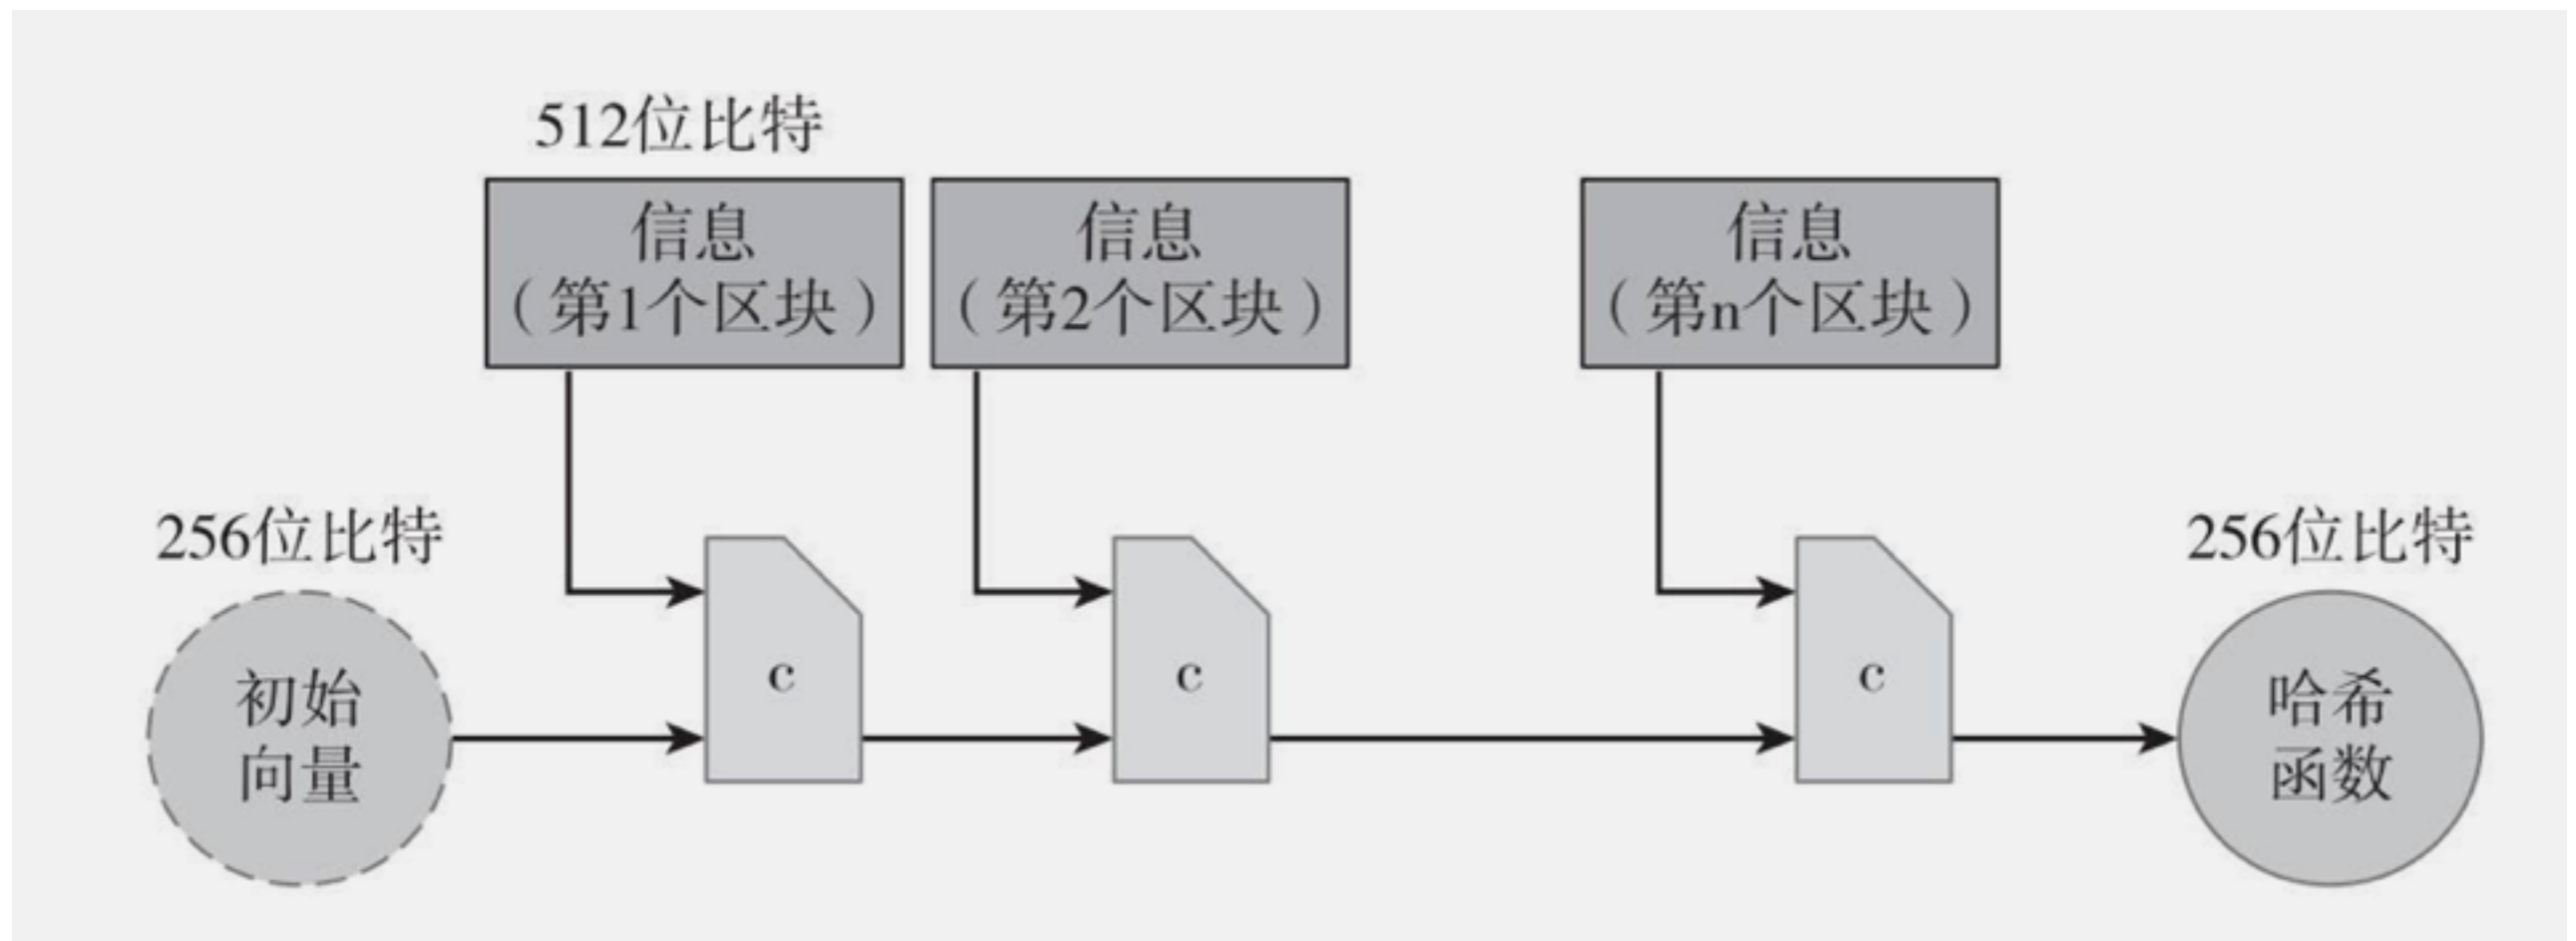 512位比特
信息
（第1个区块）
信息
（第2个区块）
信息
（第n个区块）
256位比特
初始
向量
c
c
c
256位比特
哈希
函数